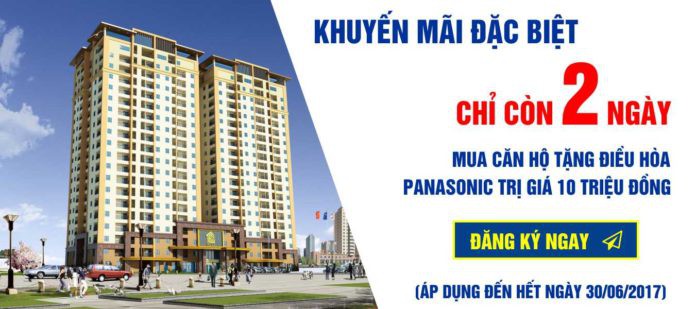 KHUYẾN MÃI ĐẶC BIỆT
CHỈ CÒN 2 NGÀY
MUA CĂN HỘ TẶNG ĐIỀU HÒA
PANASONIC TRỊ GIÁ 10 TRIỆU ĐỒNG
ĐĂNG KÝ NGAY
(ÁP DỤNG ĐẾN HẾT NGÀY 30/06/2017)